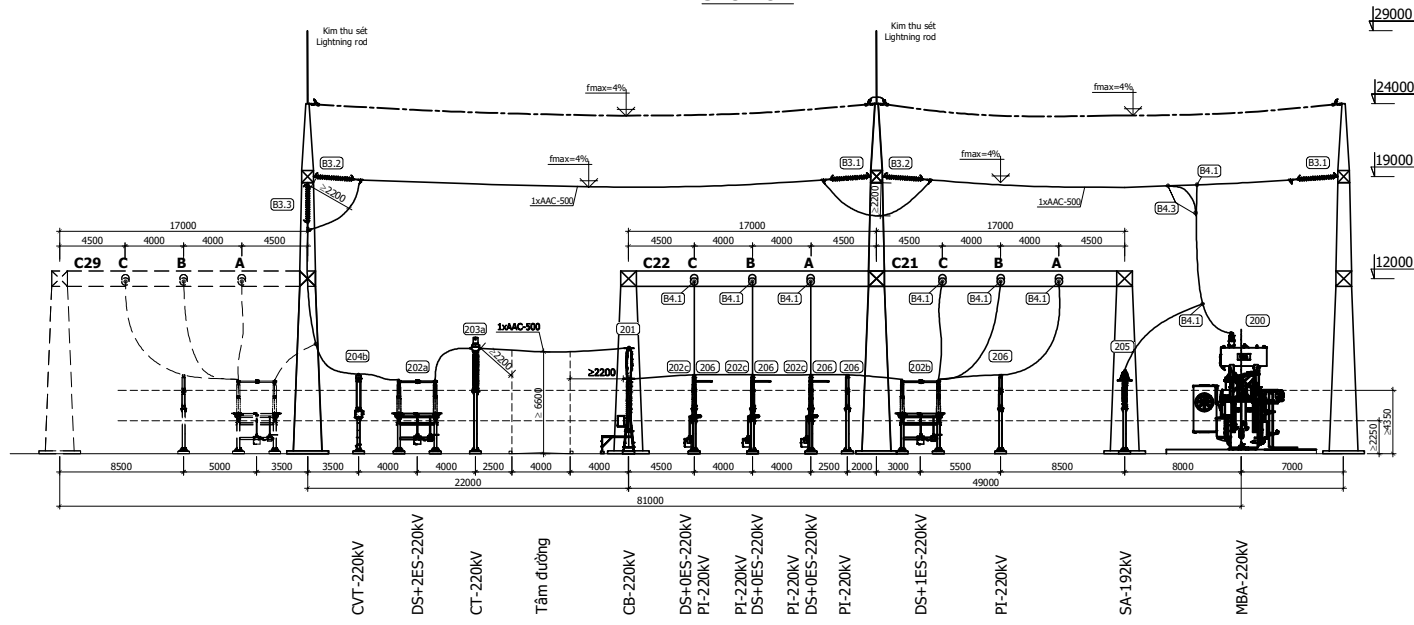 29000
Kim thu sét
Lightning rod
Kim thu sét
Lightning rod
24000
fmax=4%
fmax=4%
19000
B3.2
fmax=4%
B3.1
B3.2
fmax=4%
B4.1
B3.1
≥2200
B3.3
1xAAC-500
≥2200
1xAAC-500
B4.3
17000
17000
17000
4500
4000
4000
4500
4500
4000
4000
4500
4500
4000
4000
4500
12000
C29
C
B
A
C22
C
B
A
C21
C
B
A
B4.1
B4.1
B4.1
B4.1
B4.1
B4.1
B4.1
203a
1xAAC-500
201
200
204b
202a
≥2200
≥2200
202c
206
202c
206
202c
206
206
202b
206
205
≥ 6600
≥2250
≥4350
8500
5000
3500
3500
4000
4000
2500
4000
4000
4500
4000
4000
2500
2000
3000
5500
8500
8000
7000
22000
49000
81000
CVT-220kV
DS+2ES-220kV
CT-220kV
Tâm đường
CB-220kV
DS+0ES-220kV
PI-220kV
PI-220kV
DS+0ES-220kV
PI-220kV
DS+0ES-220kV
PI-220kV
DS+1ES-220kV
PI-220kV
SA-192kV
MBA-220kV